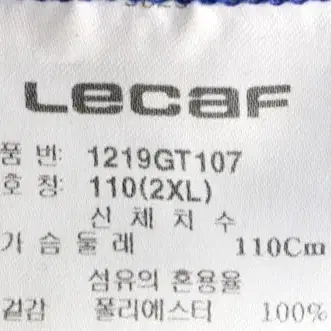 Lecaf
품 번: 1219GT107
호 칭: 110(2XL)
신 체 치 수
가 슴 둘 레 110Cm
섬유의 혼용율
겉감 폴리에스터 100%